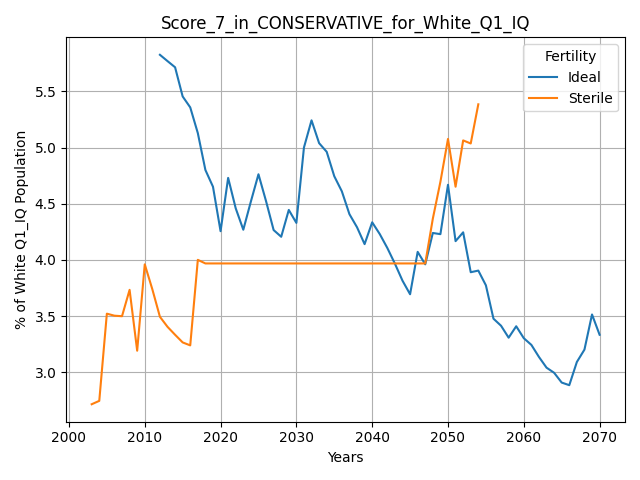 Score_7_in_CONSERVATIVE_for_White_Q1_IQ
Fertility
Ideal
Sterile
% of White Q1_IQ Population
5.5
5.0
4.5
4.0
3.5
3.0
2000 2010 2020 2030 2040 2050 2060 2070
Years